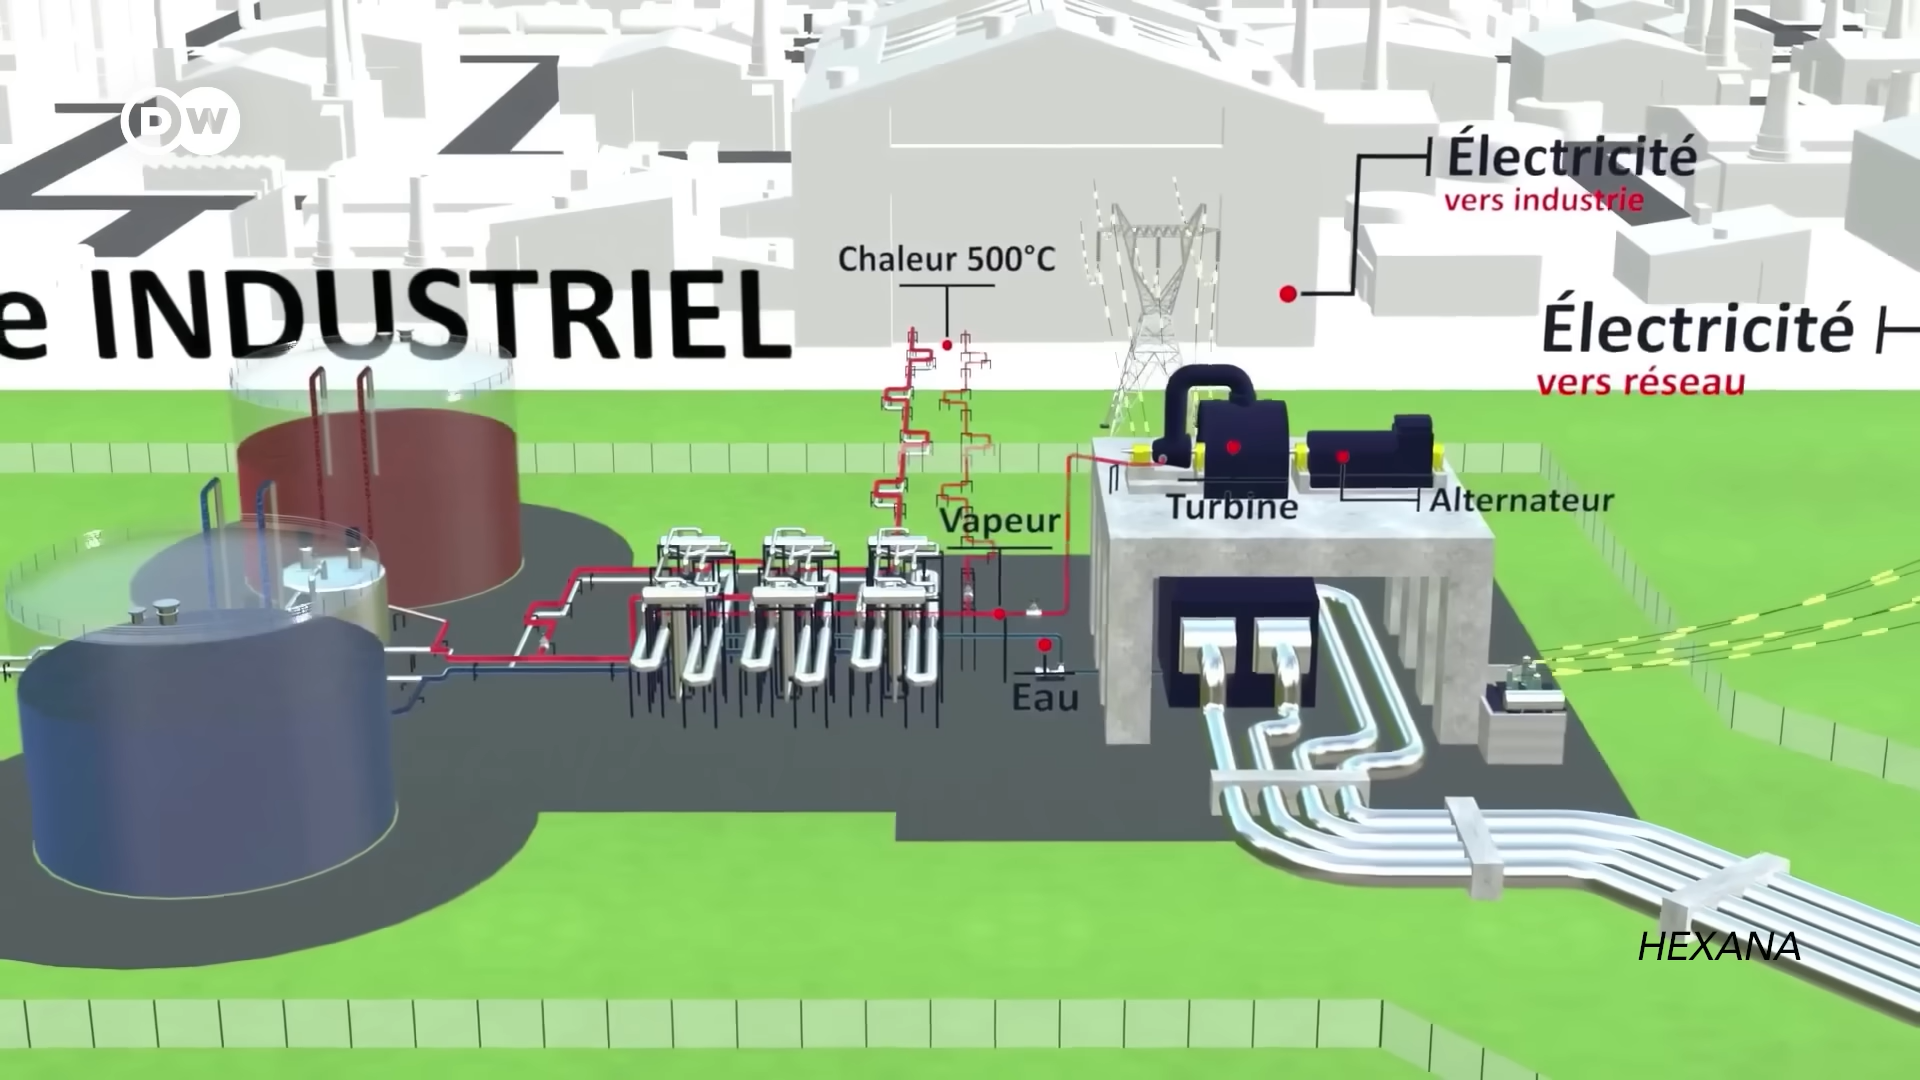 DW
Électricité
vers industrie
Chaleur 500°C
e INDUSTRIEL
Électricité
vers réseau
Turbine
Alternateur
Vapeur
Eau
HEXANA